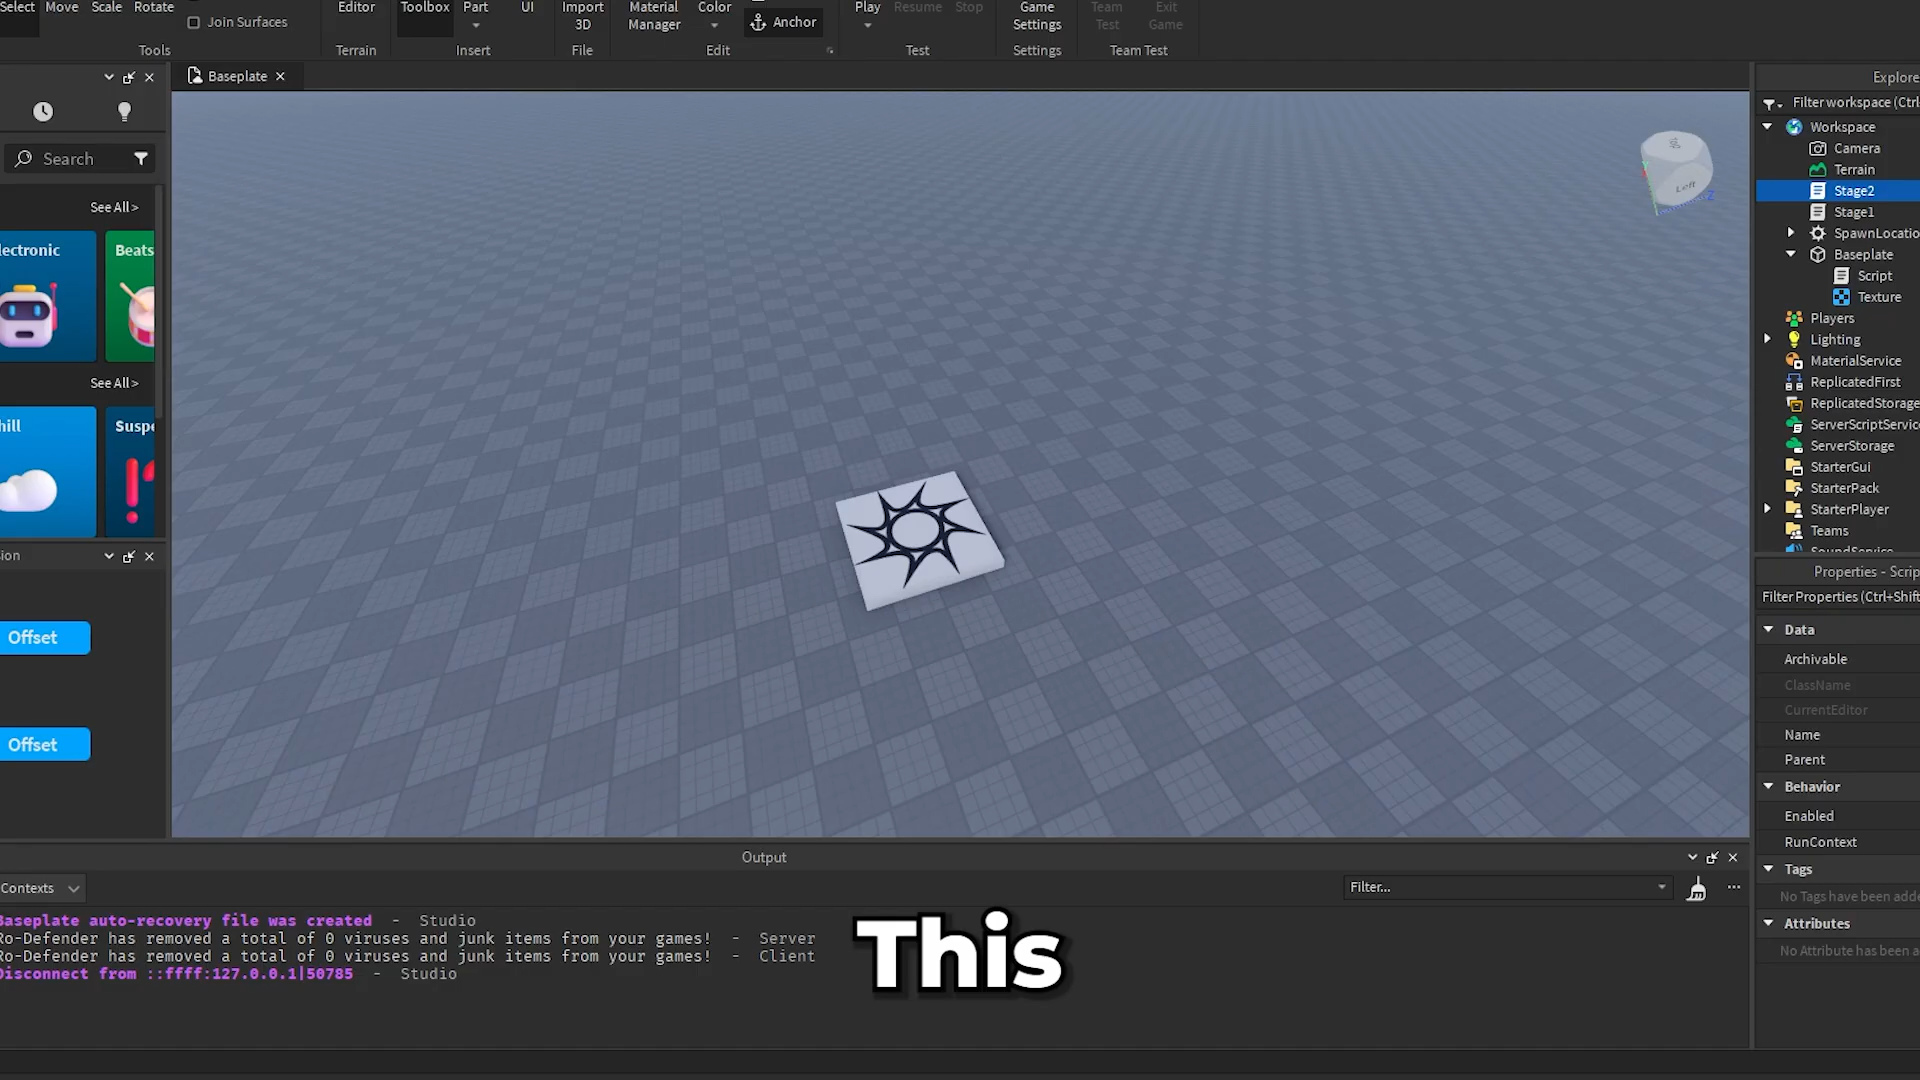 Select Move Scale Rotate Editor Toolbox Part UI Import 3D Material Manager Color Anchor Play Resume Stop Game Settings Team Test Exit Game
Join Surfaces
Tools Terrain Insert File Edit Test Settings Team Test
Baseplate
Search
See All >
lectronic Beats
See All >
hill Suspe
ion
Offset
Offset
Left
Explore
Filter workspace (Ctrl
Workspace
Camera
Terrain
Stage2
Stage1
SpawnLocatio
Baseplate
Script
Texture
Players
Lighting
MaterialService
ReplicatedFirst
ReplicatedStorage
ServerScriptService
ServerStorage
StarterGui
StarterPack
StarterPlayer
Teams
SoundService
Properties - Scrip
Filter Properties (Ctrl+Shift
Data
Archivable
ClassName
CurrentEditor
Name
Parent
Behavior
Enabled
RunContext
Tags
No Tags have been adde
Attributes
No Attribute has been a
Output
Contexts
Filter...
Baseplate auto-recovery file was created - Studio
Ro-Defender has removed a total of 0 viruses and junk items from your games! - Server
Ro-Defender has removed a total of 0 viruses and junk items from your games! - Client
Disconnect from ::ffff:127.0.0.1|50785 - Studio
This